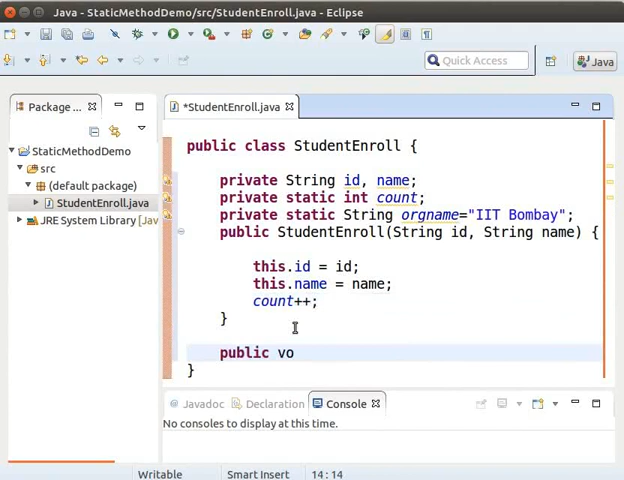 Java - StaticMethodDemo/src/StudentEnroll.java - Eclipse
Quick Access
Java
Package ...
*StudentEnroll.java
StaticMethodDemo
src
(default package)
StudentEnroll.java
JRE System Library [Jav
public class StudentEnroll {
private String id, name;
private static int count;
private static String orgname="IIT Bombay";
public StudentEnroll(String id, String name) {
this.id = id;
this.name = name;
count++;
}
public vo
}
Javadoc
Declaration
Console
No consoles to display at this time.
Writable
Smart Insert
14 : 14